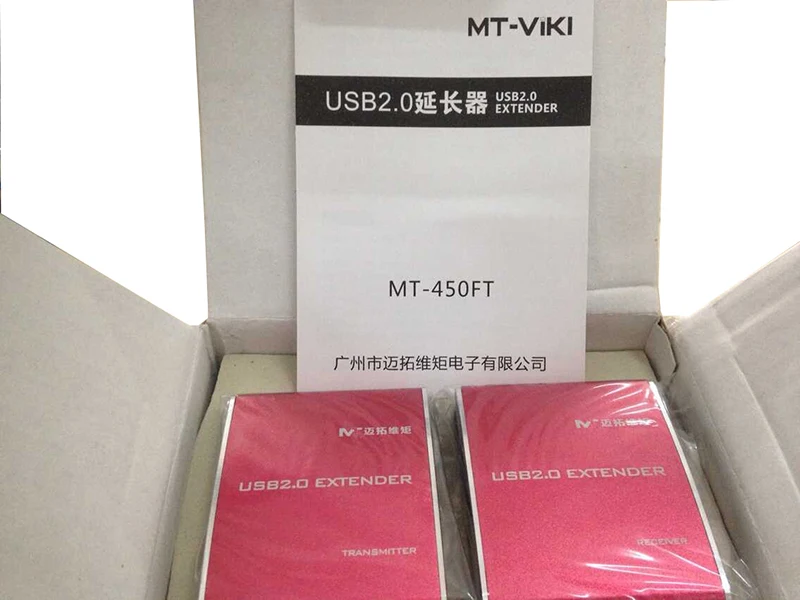 MT-VIKI
USB2.0延长器 USB2.0
EXTENDER
MT-450FT
广州市迈拓维矩电子有限公司
MT 迈拓维矩
USB2.0 EXTENDER
TRANSMITTER
MT 迈拓维矩
USB2.0 EXTENDER
RECEIVER